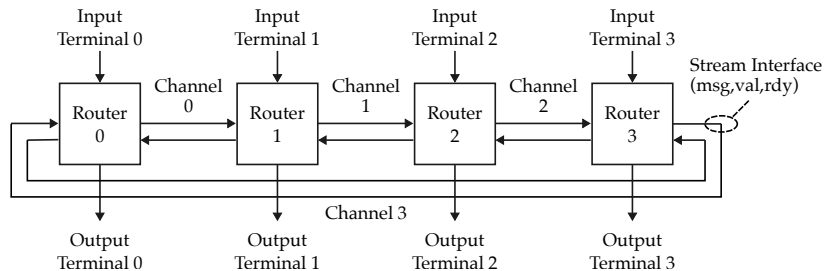 Input
Terminal 0
Input
Terminal 1
Input
Terminal 2
Input
Terminal 3
Stream Interface
(msg,val,rdy)
Channel
0
Channel
1
Channel
2
Router
0
Router
1
Router
2
Router
3
Channel 3
Output
Terminal 0
Output
Terminal 1
Output
Terminal 2
Output
Terminal 3